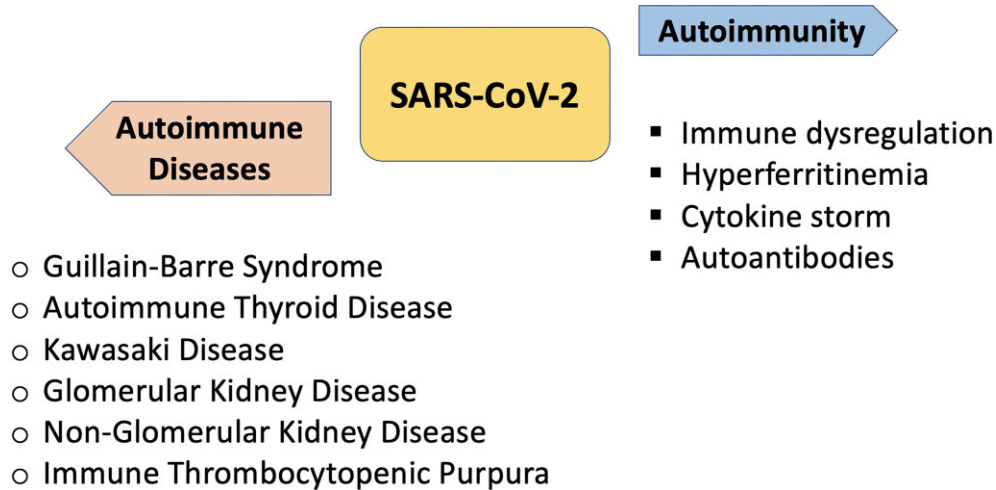 SARS-CoV-2
Autoimmunity
▪ Immune dysregulation
▪ Hyperferritinemia
▪ Cytokine storm
▪ Autoantibodies
Autoimmune
Diseases
○ Guillain-Barre Syndrome
○ Autoimmune Thyroid Disease
○ Kawasaki Disease
○ Glomerular Kidney Disease
○ Non-Glomerular Kidney Disease
○ Immune Thrombocytopenic Purpura